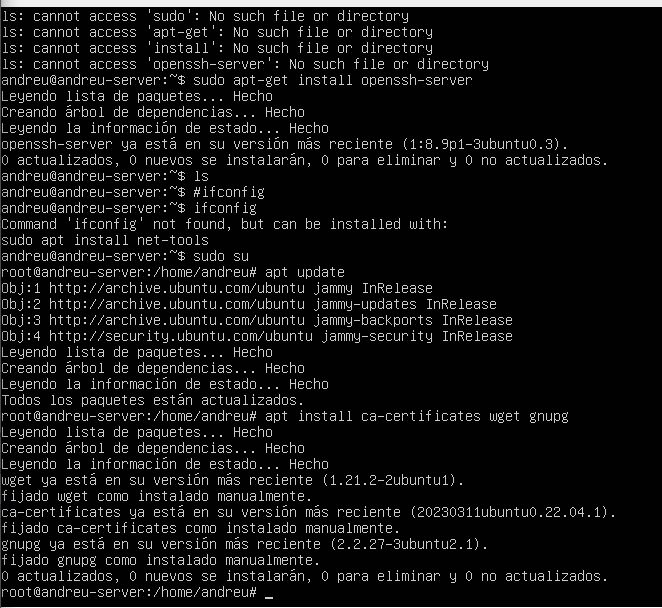 ls: cannot access 'sudo': No such file or directory
ls: cannot access 'apt-get': No such file or directory
ls: cannot access 'install': No such file or directory
ls: cannot access 'openssh-server': No such file or directory
andreu@andreu-server:~$ sudo apt-get install openssh-server
Leyendo lista de paquetes... Hecho
Creando árbol de dependencias... Hecho
Leyendo la información de estado... Hecho
openssh-server ya está en su versión más reciente (1:8.9p1-3ubuntu0.3).
0 actualizados, 0 nuevos se instalarán, 0 para eliminar y 0 no actualizados.
andreu@andreu-server:~$ ls
andreu@andreu-server:~$ #ifconfig
andreu@andreu-server:~$ ifconfig
Command 'ifconfig' not found, but can be installed with:
sudo apt install net-tools
andreu@andreu-server:~$ sudo su
root@andreu-server:/home/andreu# apt update
Obj:1 http://archive.ubuntu.com/ubuntu jammy InRelease
Obj:2 http://archive.ubuntu.com/ubuntu jammy-updates InRelease
Obj:3 http://archive.ubuntu.com/ubuntu jammy-backports InRelease
Obj:4 http://security.ubuntu.com/ubuntu jammy-security InRelease
Leyendo lista de paquetes... Hecho
Creando árbol de dependencias... Hecho
Leyendo la información de estado... Hecho
Todos los paquetes están actualizados.
root@andreu-server:/home/andreu# apt install ca-certificates wget gnupg
Leyendo lista de paquetes... Hecho
Creando árbol de dependencias... Hecho
Leyendo la información de estado... Hecho
wget ya está en su versión más reciente (1.21.2-2ubuntu1).
fijado wget como instalado manualmente.
ca-certificates ya está en su versión más reciente (20230311ubuntu0.22.04.1).
fijado ca-certificates como instalado manualmente.
gnupg ya está en su versión más reciente (2.2.27-3ubuntu2.1).
fijado gnupg como instalado manualmente.
0 actualizados, 0 nuevos se instalarán, 0 para eliminar y 0 no actualizados.
root@andreu-server:/home/andreu# _